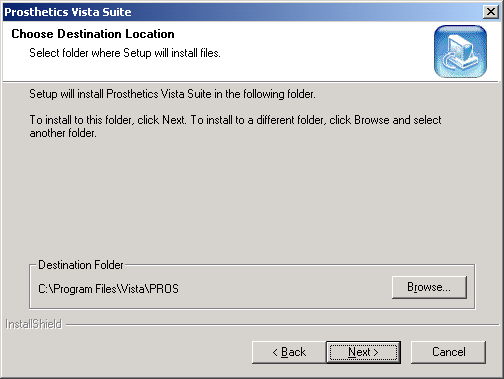 Prosthetics Vista Suite
Choose Destination Location
Select folder where Setup will install files.
Setup will install Prosthetics Vista Suite in the following folder.
To install to this folder, click Next. To install to a different folder, click Browse and select
another folder.
Destination Folder
C:\Program Files\Vista\PROS
Browse...
InstallShield
< Back
Next >
Cancel